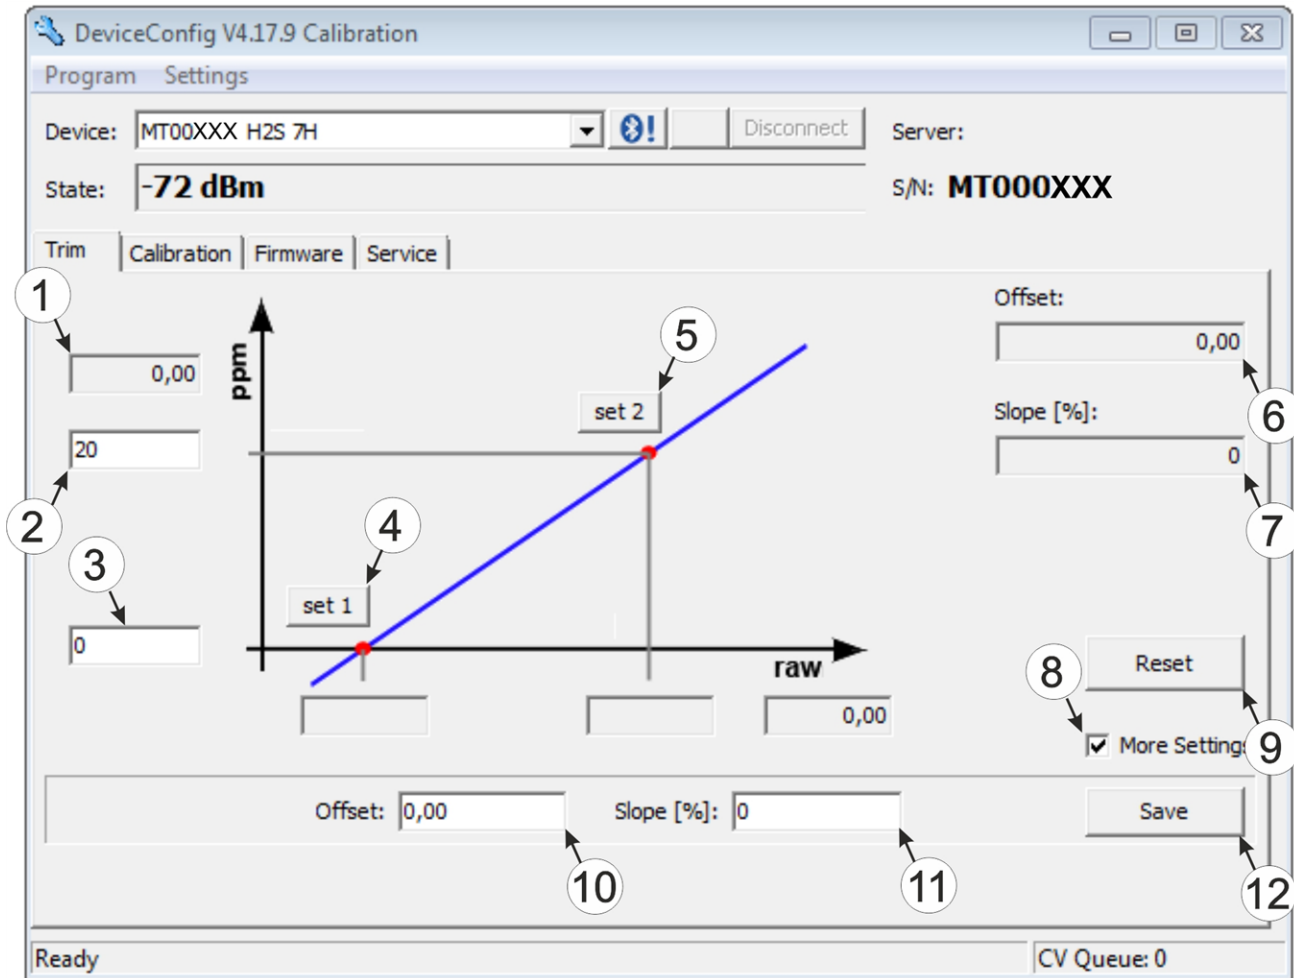 DeviceConfig V4.17.9 Calibration
Program Settings
Device: MT00XXX H2S 7H Disconnect Server:
State: -72 dBm S/N: MT000XXX
Trim Calibration Firmware Service
1
Offset:
5
0,00
ppm
0,00
set 2
Slope [%]:
6
20
0
2
4
7
3
set 1
0
raw
Reset
8
0,00
More Setting
9
Offset: 0,00 Slope [%]: 0 Save
10
11
12
Ready CV Queue: 0